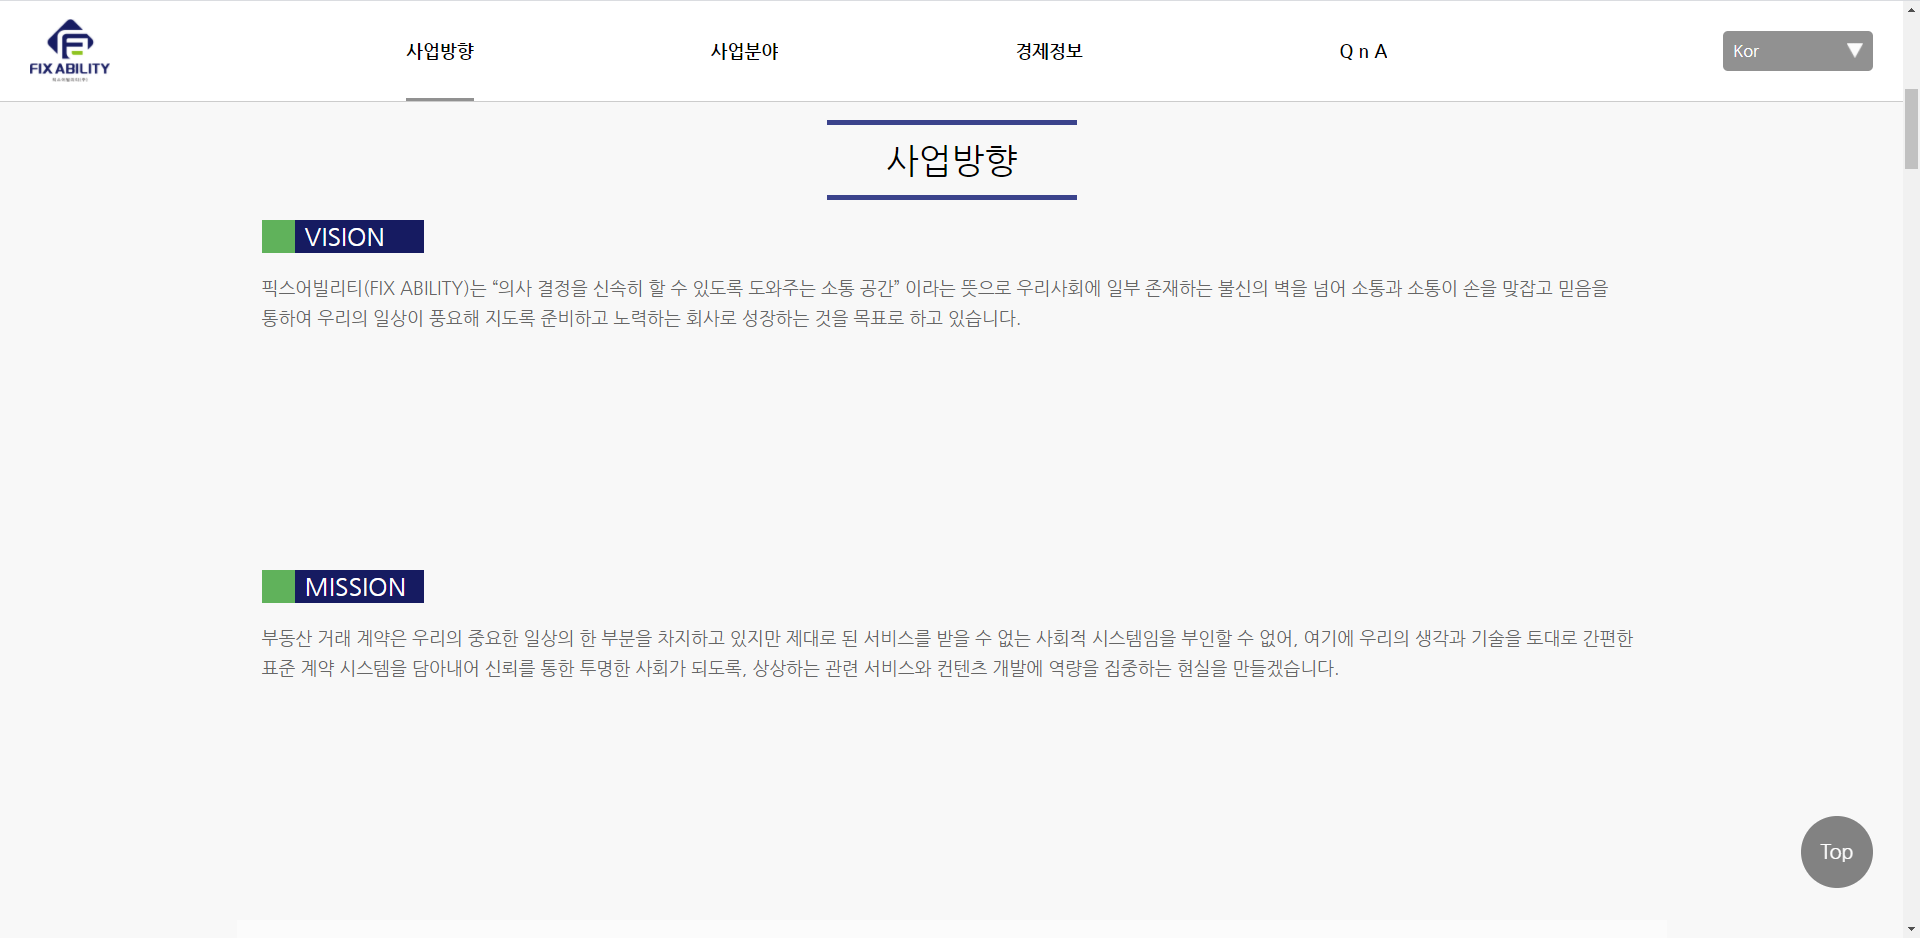 FIX ABILITY
픽스어빌리티(주)
사업방향
사업분야
경제정보
Q n A
Kor
사업방향
VISION
픽스어빌리티(FIX ABILITY)는 “의사 결정을 신속히 할 수 있도록 도와주는 소통 공간” 이라는 뜻으로 우리사회에 일부 존재하는 불신의 벽을 넘어 소통과 소통이 손을 맞잡고 믿음을
통하여 우리의 일상이 풍요해 지도록 준비하고 노력하는 회사로 성장하는 것을 목표로 하고 있습니다.
MISSION
부동산 거래 계약은 우리의 중요한 일상의 한 부분을 차지하고 있지만 제대로 된 서비스를 받을 수 없는 사회적 시스템임을 부인할 수 없어, 여기에 우리의 생각과 기술을 토대로 간편한
표준 계약 시스템을 담아내어 신뢰를 통한 투명한 사회가 되도록, 상상하는 관련 서비스와 컨텐츠 개발에 역량을 집중하는 현실을 만들겠습니다.
Top